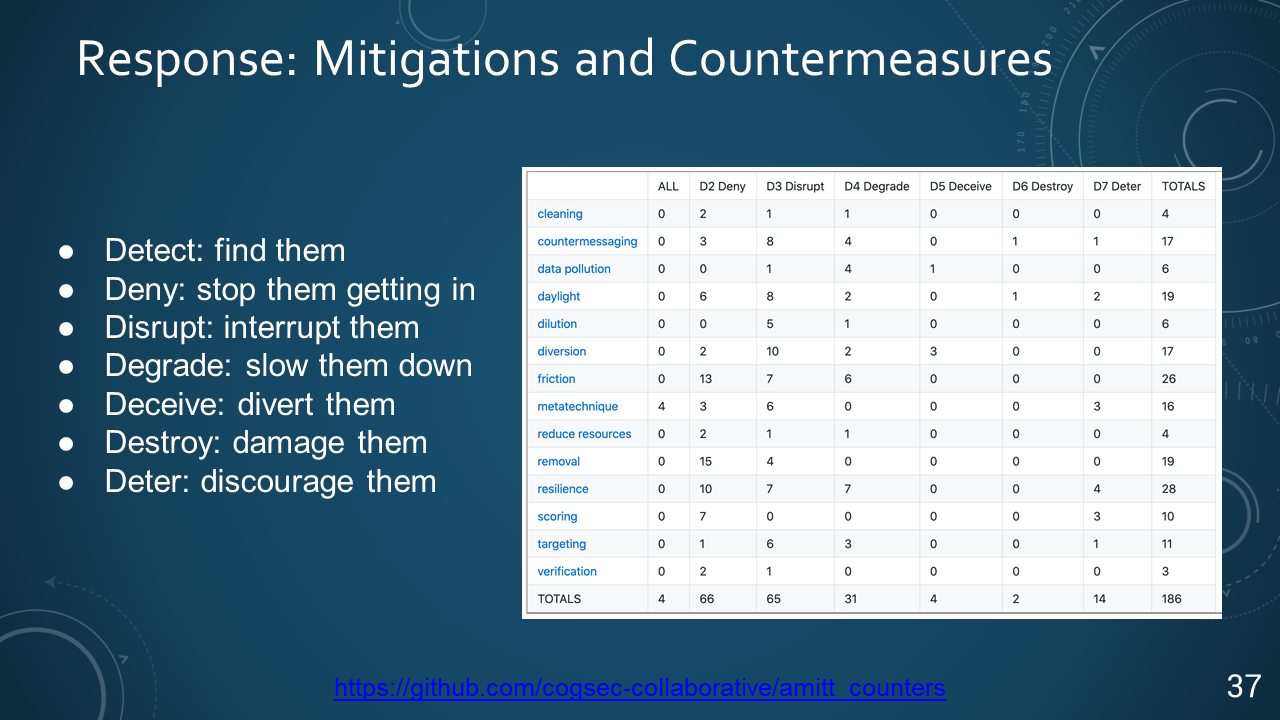 Response: Mitigations and Countermeasures
● Detect: find them
● Deny: stop them getting in
● Disrupt: interrupt them
● Degrade: slow them down
● Deceive: divert them
● Destroy: damage them
● Deter: discourage them
ALL D2 Deny D3 Disrupt D4 Degrade D5 Deceive D6 Destroy D7 Deter TOTALS
cleaning 0 2 1 1 0 0 0 4
countermessaging 0 3 8 4 0 1 1 17
data pollution 0 0 1 4 1 0 0 6
daylight 0 6 8 2 0 1 2 19
dilution 0 0 5 1 0 0 0 6
diversion 0 2 10 2 3 0 0 17
friction 0 13 7 6 0 0 0 26
metatechnique 4 3 6 0 0 0 3 16
reduce resources 0 2 1 1 0 0 0 4
removal 0 15 4 0 0 0 0 19
resilience 0 10 7 7 0 0 4 28
scoring 0 7 0 0 0 0 3 10
targeting 0 1 6 3 0 0 1 11
verification 0 2 1 0 0 0 0 3
TOTALS 4 66 65 31 4 2 14 186
https://github.com/cogsec-collaborative/amitt_counters
37